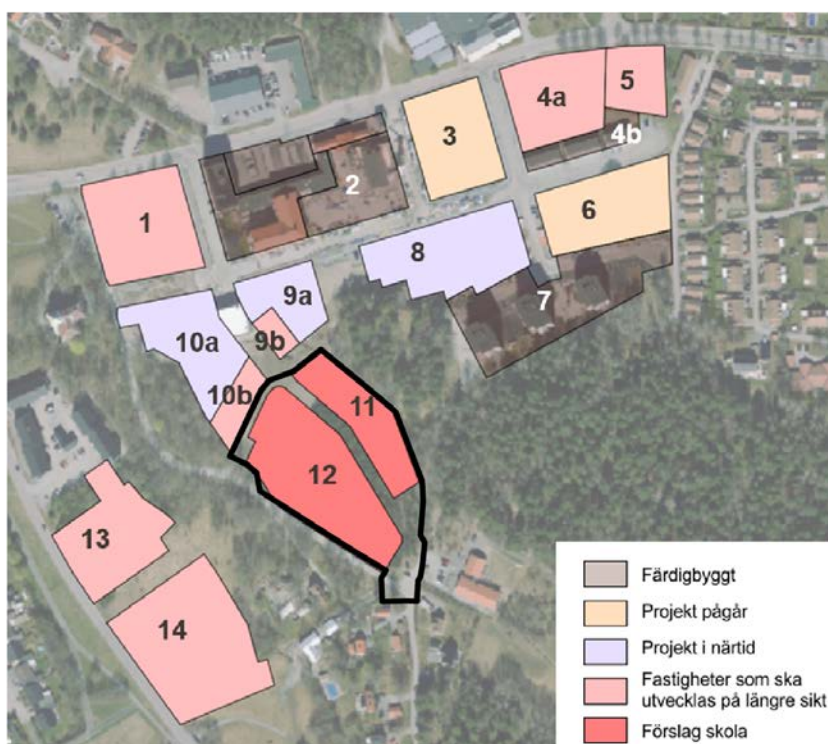 4a
5
3
4b
2
1
6
8
7
9a
10a
9b
10b
11
12
13
14
Färdigbyggt
Projekt pågår
Projekt i närtid
Fastigheter som ska
utvecklas på längre sikt
Förslag skola